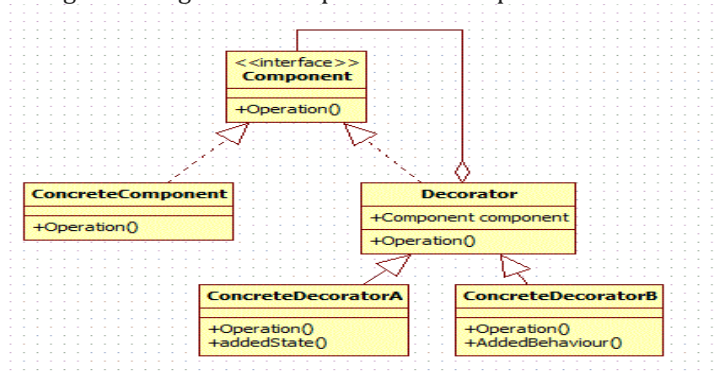 <<interface>>
Component
+Operation()
ConcreteComponent
+Operation()
Decorator
+Component component
+Operation()
ConcreteDecoratorA
+Operation()
+addedState()
ConcreteDecoratorB
+Operation()
+AddedBehaviour()